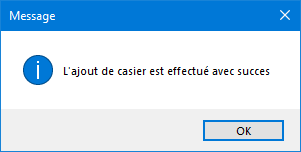 Message
L'ajout de casier est effectué avec succes
OK